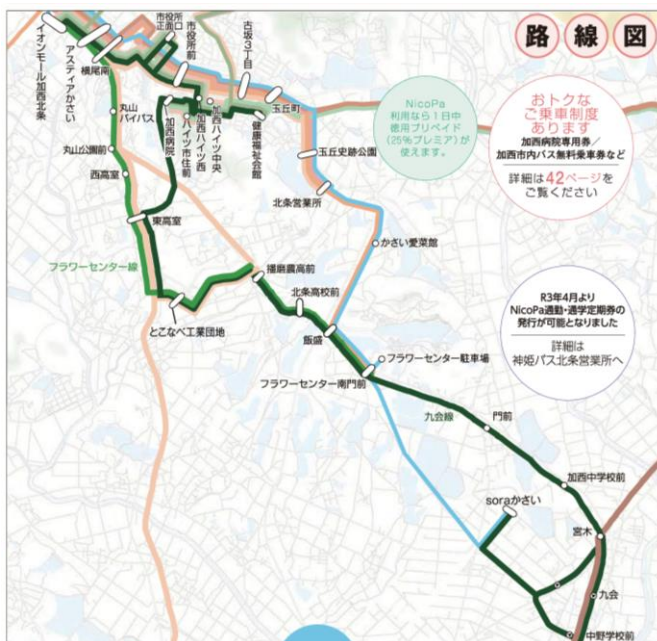 路線図
NicoPa
利用なら1日中
徳用プリペイド
(25%プレミア)が
使えます。
おトクな
ご乗車制度
あります
加西病院専用券／
加西市内バス無料乗車券など
詳細は42ページを
ご覧ください
R3年4月より
NicoPa通勤・通学定期券の
発行が可能となりました
詳細は
神姫バス北条営業所へ
イオンモール加西北条
アスティアかさい
横尾南
市役所
正面口
市役所前
古坂3丁目
丸山
バイパス
丸山公園前
西高室
加西病院
ハイツ市住前
加西ハイツ西
加西ハイツ中央
健康福祉会館
玉丘町
玉丘史跡公園
北条営業所
かさい愛菜館
東高室
フラワーセンター線
とこなべ工業団地
播磨農高前
北条高校前
飯盛
フラワーセンター駐車場
フラワーセンター南門前
九会線
門前
加西中学校前
soraかさい
宮木
九会
中野学校前